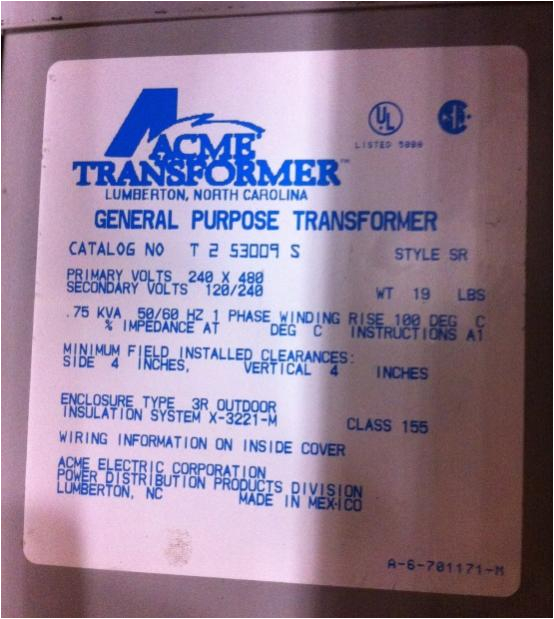 ACME
TRANSFORMER™
LUMBERTON, NORTH CAROLINA
UL
LISTED
GENERAL PURPOSE TRANSFORMER
CATALOG NO T 2 53009 S STYLE SR
PRIMARY VOLTS 240 X 480
SECONDARY VOLTS 120/240 WT 19 LBS
.75 KVA 50/60 HZ 1 PHASE WINDING RISE 100 DEG C
% IMPEDANCE AT DEG C INSTRUCTIONS A1
MINIMUM FIELD INSTALLED CLEARANCES:
SIDE 4 INCHES, VERTICAL 4 INCHES
ENCLOSURE TYPE 3R OUTDOOR
INSULATION SYSTEM X-3221-M CLASS 155
WIRING INFORMATION ON INSIDE COVER
ACME ELECTRIC CORPORATION
POWER DISTRIBUTION PRODUCTS DIVISION
LUMBERTON, NC MADE IN MEXICO
A-6-701171-M